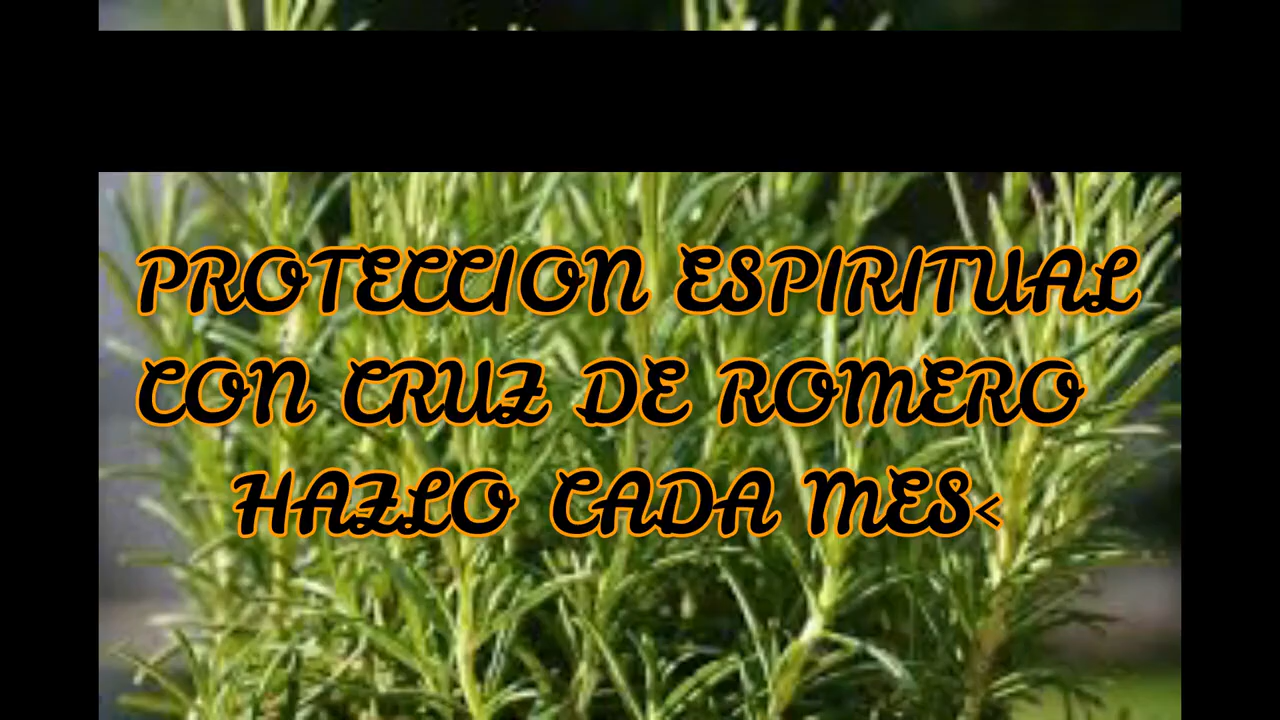 PROTECCION ESPIRITUAL
CON CRUZ DE ROMERO
HAZLO CADA MES<